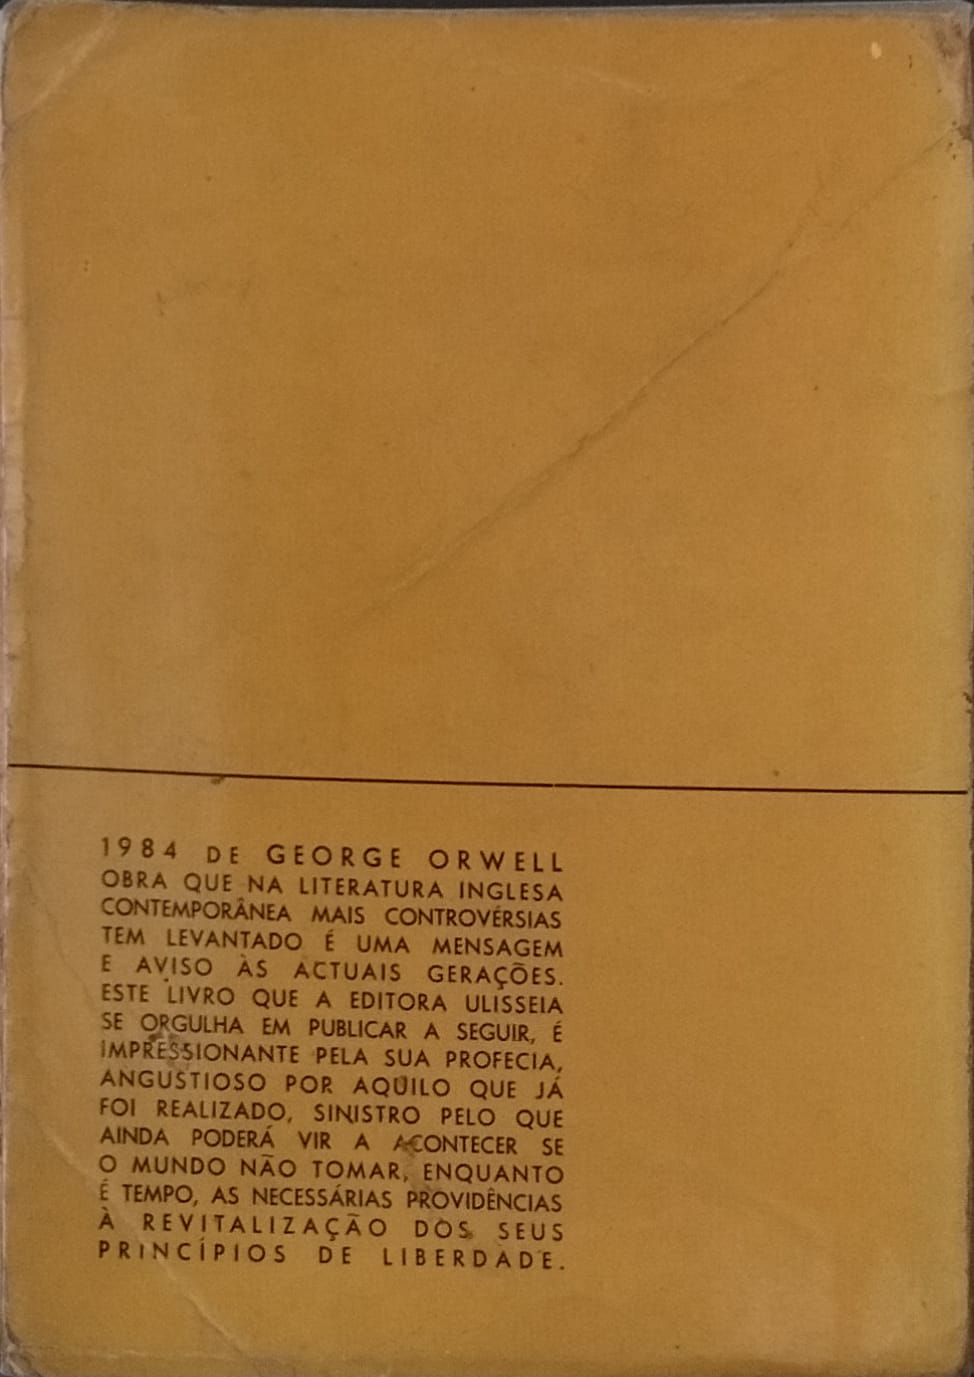 1984 DE GEORGE ORWELL
OBRA QUE NA LITERATURA INGLESA
CONTEMPORÂNEA MAIS CONTROVÉRSIAS
TEM LEVANTADO É UMA MENSAGEM
E AVISO ÀS ACTUAIS GERAÇÕES.
ESTE LIVRO QUE A EDITORA ULISSEIA
SE ORGULHA EM PUBLICAR A SEGUIR, É
IMPRESSIONANTE PELA SUA PROFECIA,
ANGUSTIOSO POR AQUILO QUE JÁ
FOI REALIZADO, SINISTRO PELO QUE
AINDA PODERÁ VIR A ACONTECER SE
O MUNDO NÃO TOMAR, ENQUANTO
É TEMPO, AS NECESSÁRIAS PROVIDÊNCIAS
À REVITALIZAÇÃO DOS SEUS
PRINCÍPIOS DE LIBERDADE.